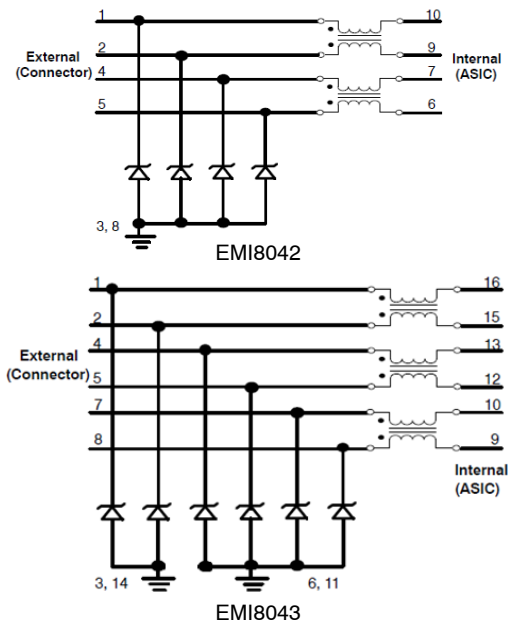 1 10
2 9
External (Connector)
Internal (ASIC)
4 7
5 6
3, 8
EMI8042
1 16
2 15
4 13
External (Connector)
5 12
7 10
8 9
Internal (ASIC)
3, 14 6, 11
EMI8043